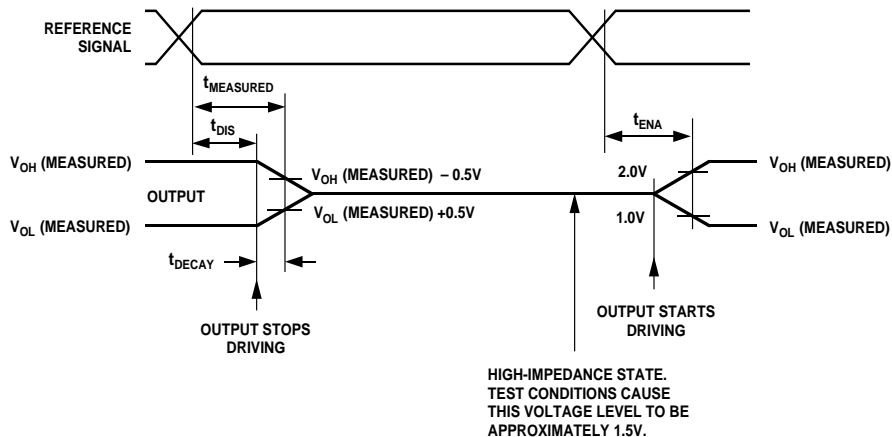 REFERENCE
SIGNAL
tMEASURED
tDIS
tENA
VOH (MEASURED)
VOH (MEASURED) – 0.5V
2.0V
VOH (MEASURED)
OUTPUT
VOL (MEASURED) +0.5V
1.0V
VOL (MEASURED)
VOL (MEASURED)
tDECAY
OUTPUT STOPS
DRIVING
OUTPUT STARTS
DRIVING
HIGH-IMPEDANCE STATE.
TEST CONDITIONS CAUSE
THIS VOLTAGE LEVEL TO BE
APPROXIMATELY 1.5V.